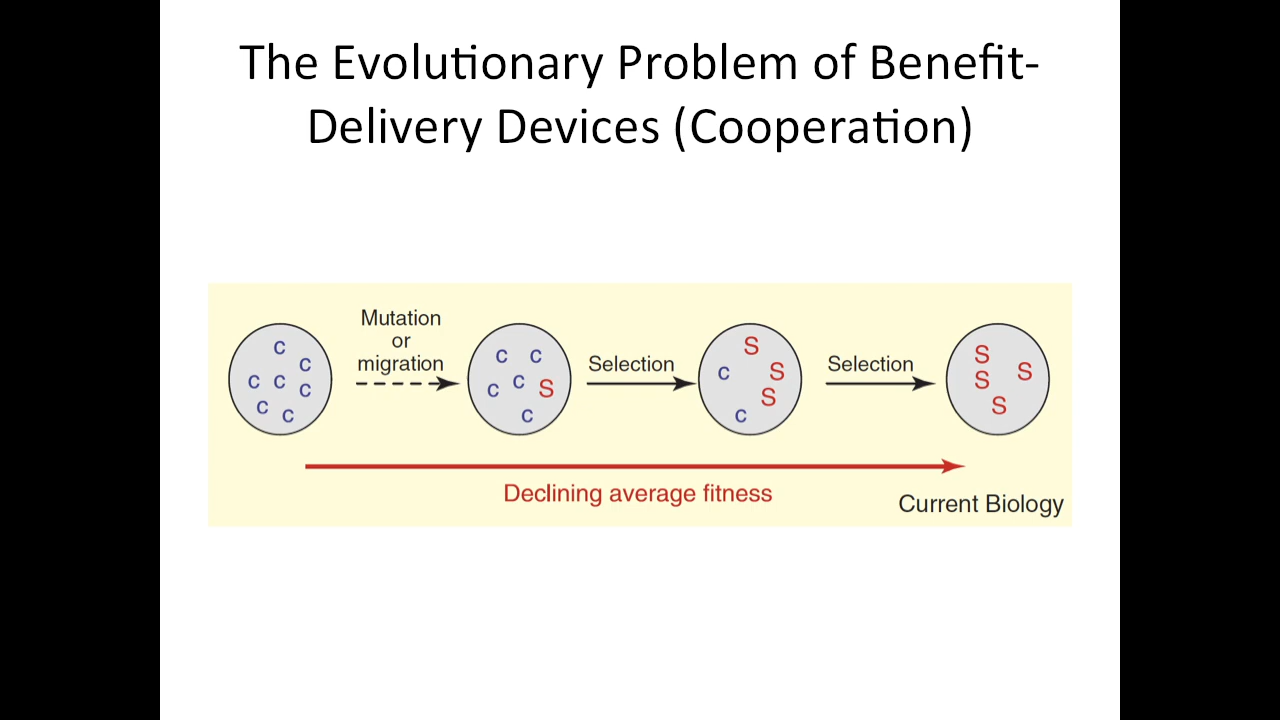 The Evolutionary Problem of Benefit-
Delivery Devices (Cooperation)
Mutation
or
migration
Selection
Selection
C
C
C C C
C C
C C
C C S
C
S
C S
S
C
S
S S
S
Declining average fitness
Current Biology